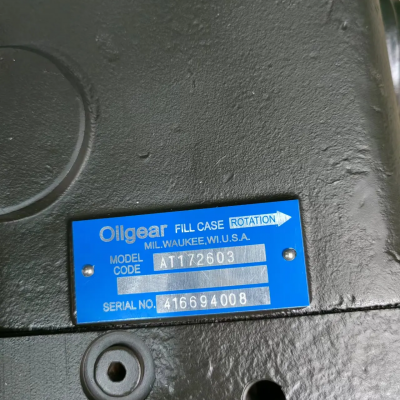 Oilgear FILL CASE ROTATION
MIL.WAUKEE,WI.U.S.A.
MODEL CODE AT172603
SERIAL NO. 416694008